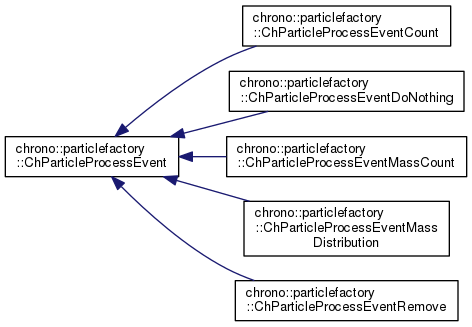 chrono::particlefactory
::ChParticleProcessEventCount
chrono::particlefactory
::ChParticleProcessEventDoNothing
chrono::particlefactory
::ChParticleProcessEvent
chrono::particlefactory
::ChParticleProcessEventMassCount
chrono::particlefactory
::ChParticleProcessEventMass
Distribution
chrono::particlefactory
::ChParticleProcessEventRemove